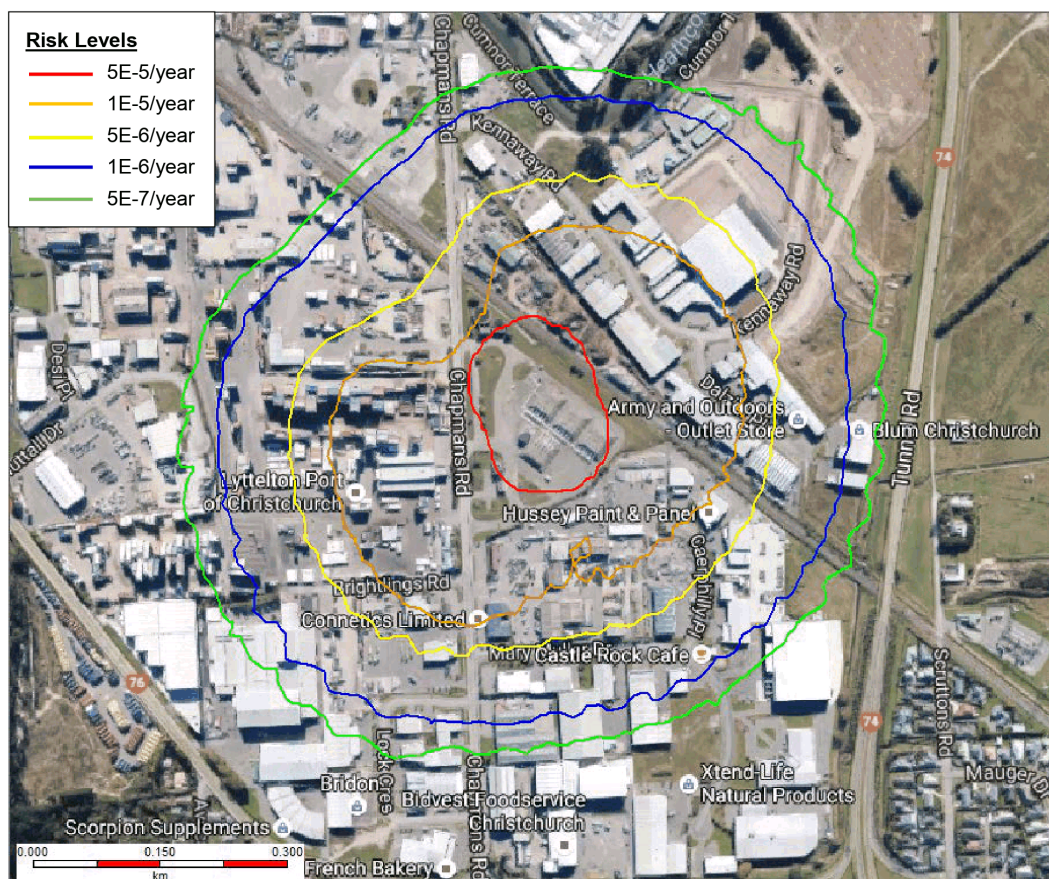 Risk Levels
5E-5/year
1E-5/year
5E-6/year
1E-6/year
5E-7/year
Chapmans Rd
Cumnor Terrace
Kennaway Rd
74
Kennaway Rd
Chapmans Rd
Army and Outdoors
- Outlet Store
Blum Christchurch
Tunnel Rd
Lyttelton Port
of Christchurch
Hussey Paint & Panel
Brightlings Rd
Connetics Limited
Castle Rock Cafe
76
74
Scruttons Rd
Lock Cres
Bridon
Chapmans Rd
Bidvest Foodservice
Christchurch
Xtend-Life
Natural Products
Mauger Dr
Scorpion Supplements
French Bakery
0.000
0.150
0.300
km